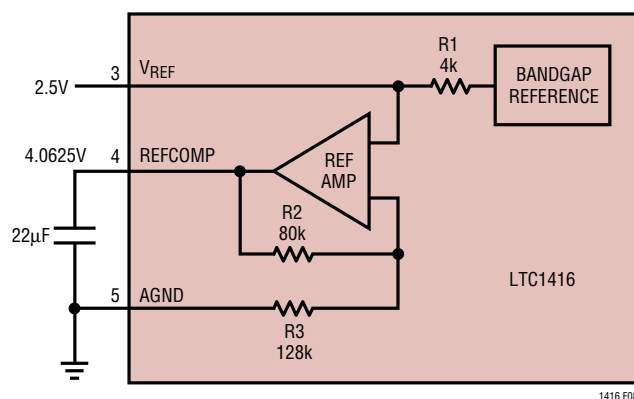 R1
4k
BANDGAP
REFERENCE
2.5V
3
VREF
4.0625V
4
REFCOMP
REF
AMP
R2
80k
22µF
5
AGND
R3
128k
LTC1416
1416 F08